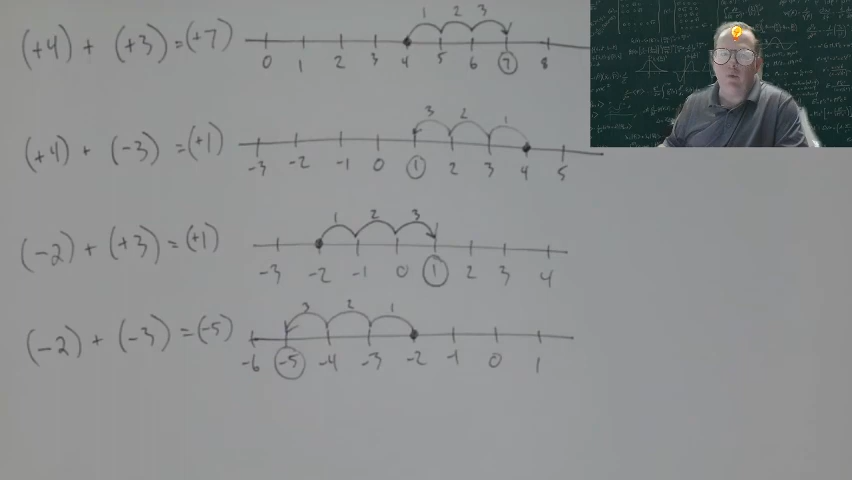 1 2 3
(+4) + (+3) = (+7)
0 1 2 3 4 5 6 7 8
3 2 1
(+4) + (-3) = (+1)
-3 -2 -1 0 1 2 3 4 5
1 2 3
(-2) + (+3) = (+1)
-3 -2 -1 0 1 2 3 4
3 2 1
(-2) + (-3) = (-5)
-6 -5 -4 -3 -2 -1 0 1